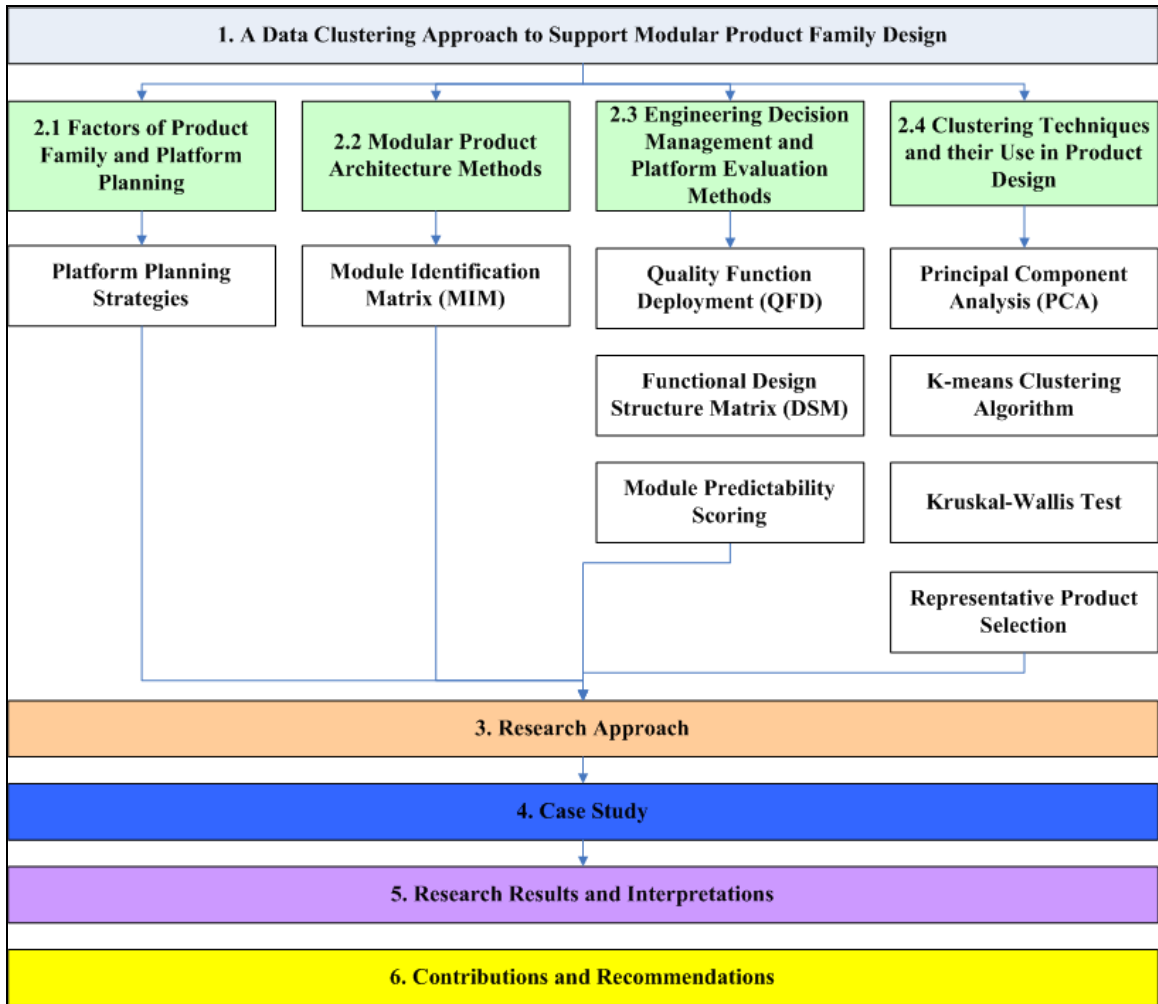 1. A Data Clustering Approach to Support Modular Product Family Design
2.1 Factors of Product
Family and Platform
Planning
2.2 Modular Product
Architecture Methods
2.3 Engineering Decision
Management and
Platform Evaluation
Methods
2.4 Clustering Techniques
and their Use in Product
Design
Platform Planning
Strategies
Module Identification
Matrix (MIM)
Quality Function
Deployment (QFD)
Principal Component
Analysis (PCA)
Functional Design
Structure Matrix (DSM)
K-means Clustering
Algorithm
Module Predictability
Scoring
Kruskal-Wallis Test
Representative Product
Selection
3. Research Approach
4. Case Study
5. Research Results and Interpretations
6. Contributions and Recommendations